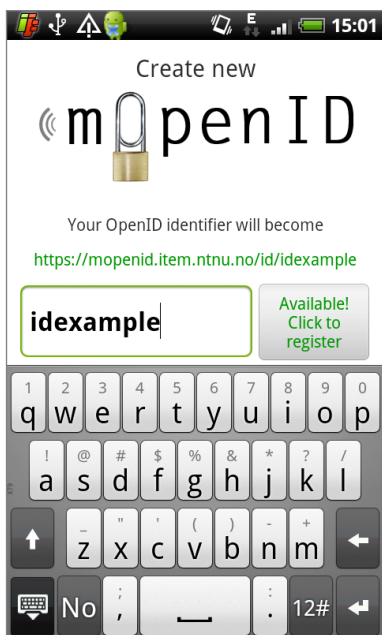 E
15:01
Create new
mOpenID
Your OpenID identifier will become
https://mopenid.item.ntnu.no/id/idexample
idexample
Available!
Click to
register
1 2 3 4 5 6 7 8 9 0
q w e r t y u i o p
! @ # $ % & * ? /
a s d f g h j k l
_ " ' ( ) - +
z x c v b n m
No ; , : . 12#